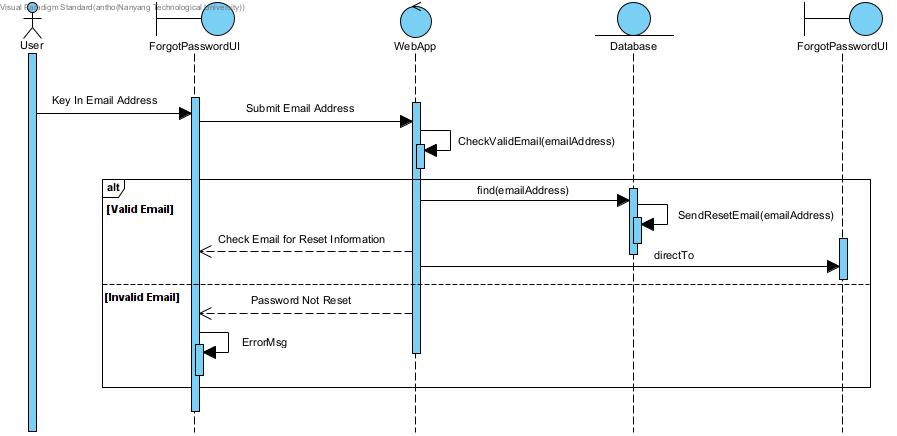 Visual Paradigm Standard(antho(Nanyang Technological University))
User
ForgotPasswordUI
WebApp
Database
ForgotPasswordUI
Key In Email Address
Submit Email Address
CheckValidEmail(emailAddress)
alt
[Valid Email]
find(emailAddress)
SendResetEmail(emailAddress)
Check Email for Reset Information
directTo
[Invalid Email]
Password Not Reset
ErrorMsg